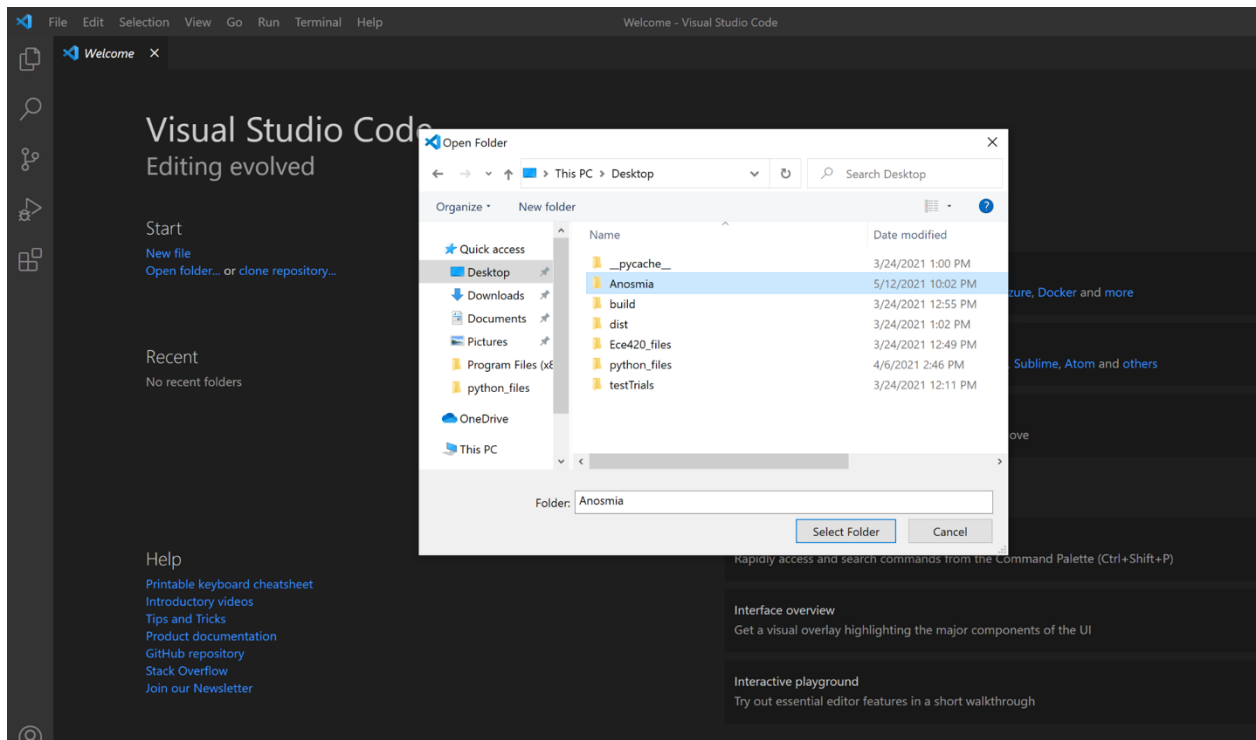 File Edit Selection View Go Run Terminal Help
Welcome - Visual Studio Code
Welcome
Visual Studio Code
Editing evolved
Start
New file
Open folder... or clone repository...
Recent
No recent folders
Help
Printable keyboard cheatsheet
Introductory videos
Tips and Tricks
Product documentation
GitHub repository
Stack Overflow
Join our Newsletter
Open Folder
This PC > Desktop
Search Desktop
Organize
New folder
Quick access
Desktop
Downloads
Documents
Pictures
Program Files (x8
python_files
OneDrive
This PC
Name Date modified
__pycache__ 3/24/2021 1:00 PM
Anosmia 5/12/2021 10:02 PM
build 3/24/2021 12:55 PM
dist 3/24/2021 1:02 PM
Ece420_files 3/24/2021 12:49 PM
python_files 4/6/2021 2:46 PM
testTrials 3/24/2021 12:11 PM
Folder: Anosmia
Select Folder Cancel
, Docker and more
, Sublime, Atom and others
Rapidly access and search commands from the Command Palette (Ctrl+Shift+P)
Interface overview
Get a visual overlay highlighting the major components of the UI
Interactive playground
Try out essential editor features in a short walkthrough